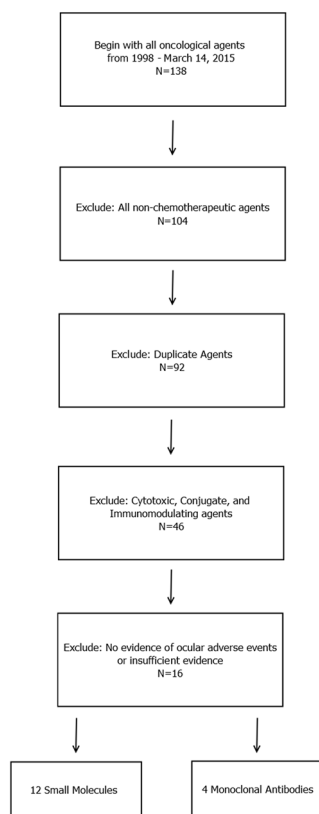 Begin with all oncological agents
from 1998 - March 14, 2015
N=138
Exclude: All non-chemotherapeutic agents
N=104
Exclude: Duplicate Agents
N=92
Exclude: Cytotoxic, Conjugate, and
Immunomodulating agents
N=46
Exclude: No evidence of ocular adverse events
or insufficient evidence
N=16
12 Small Molecules
4 Monoclonal Antibodies